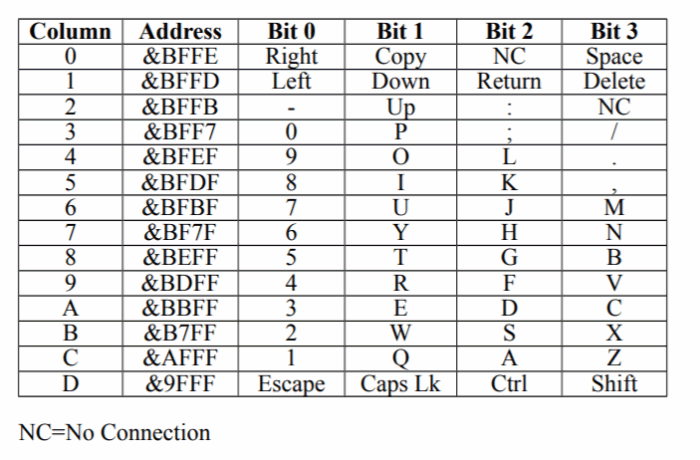 Column Address Bit 0 Bit 1 Bit 2 Bit 3
0 &BFFE Right Copy NC Space
1 &BFFD Left Down Return Delete
2 &BFFB - Up : NC
3 &BFF7 0 P ; /
4 &BFEF 9 O L .
5 &BFDF 8 I K ,
6 &BFBF 7 U J M
7 &BF7F 6 Y H N
8 &BEFF 5 T G B
9 &BDFF 4 R F V
A &BBFF 3 E D C
B &B7FF 2 W S X
C &AFFF 1 Q A Z
D &9FFF Escape Caps Lk Ctrl Shift
NC=No Connection